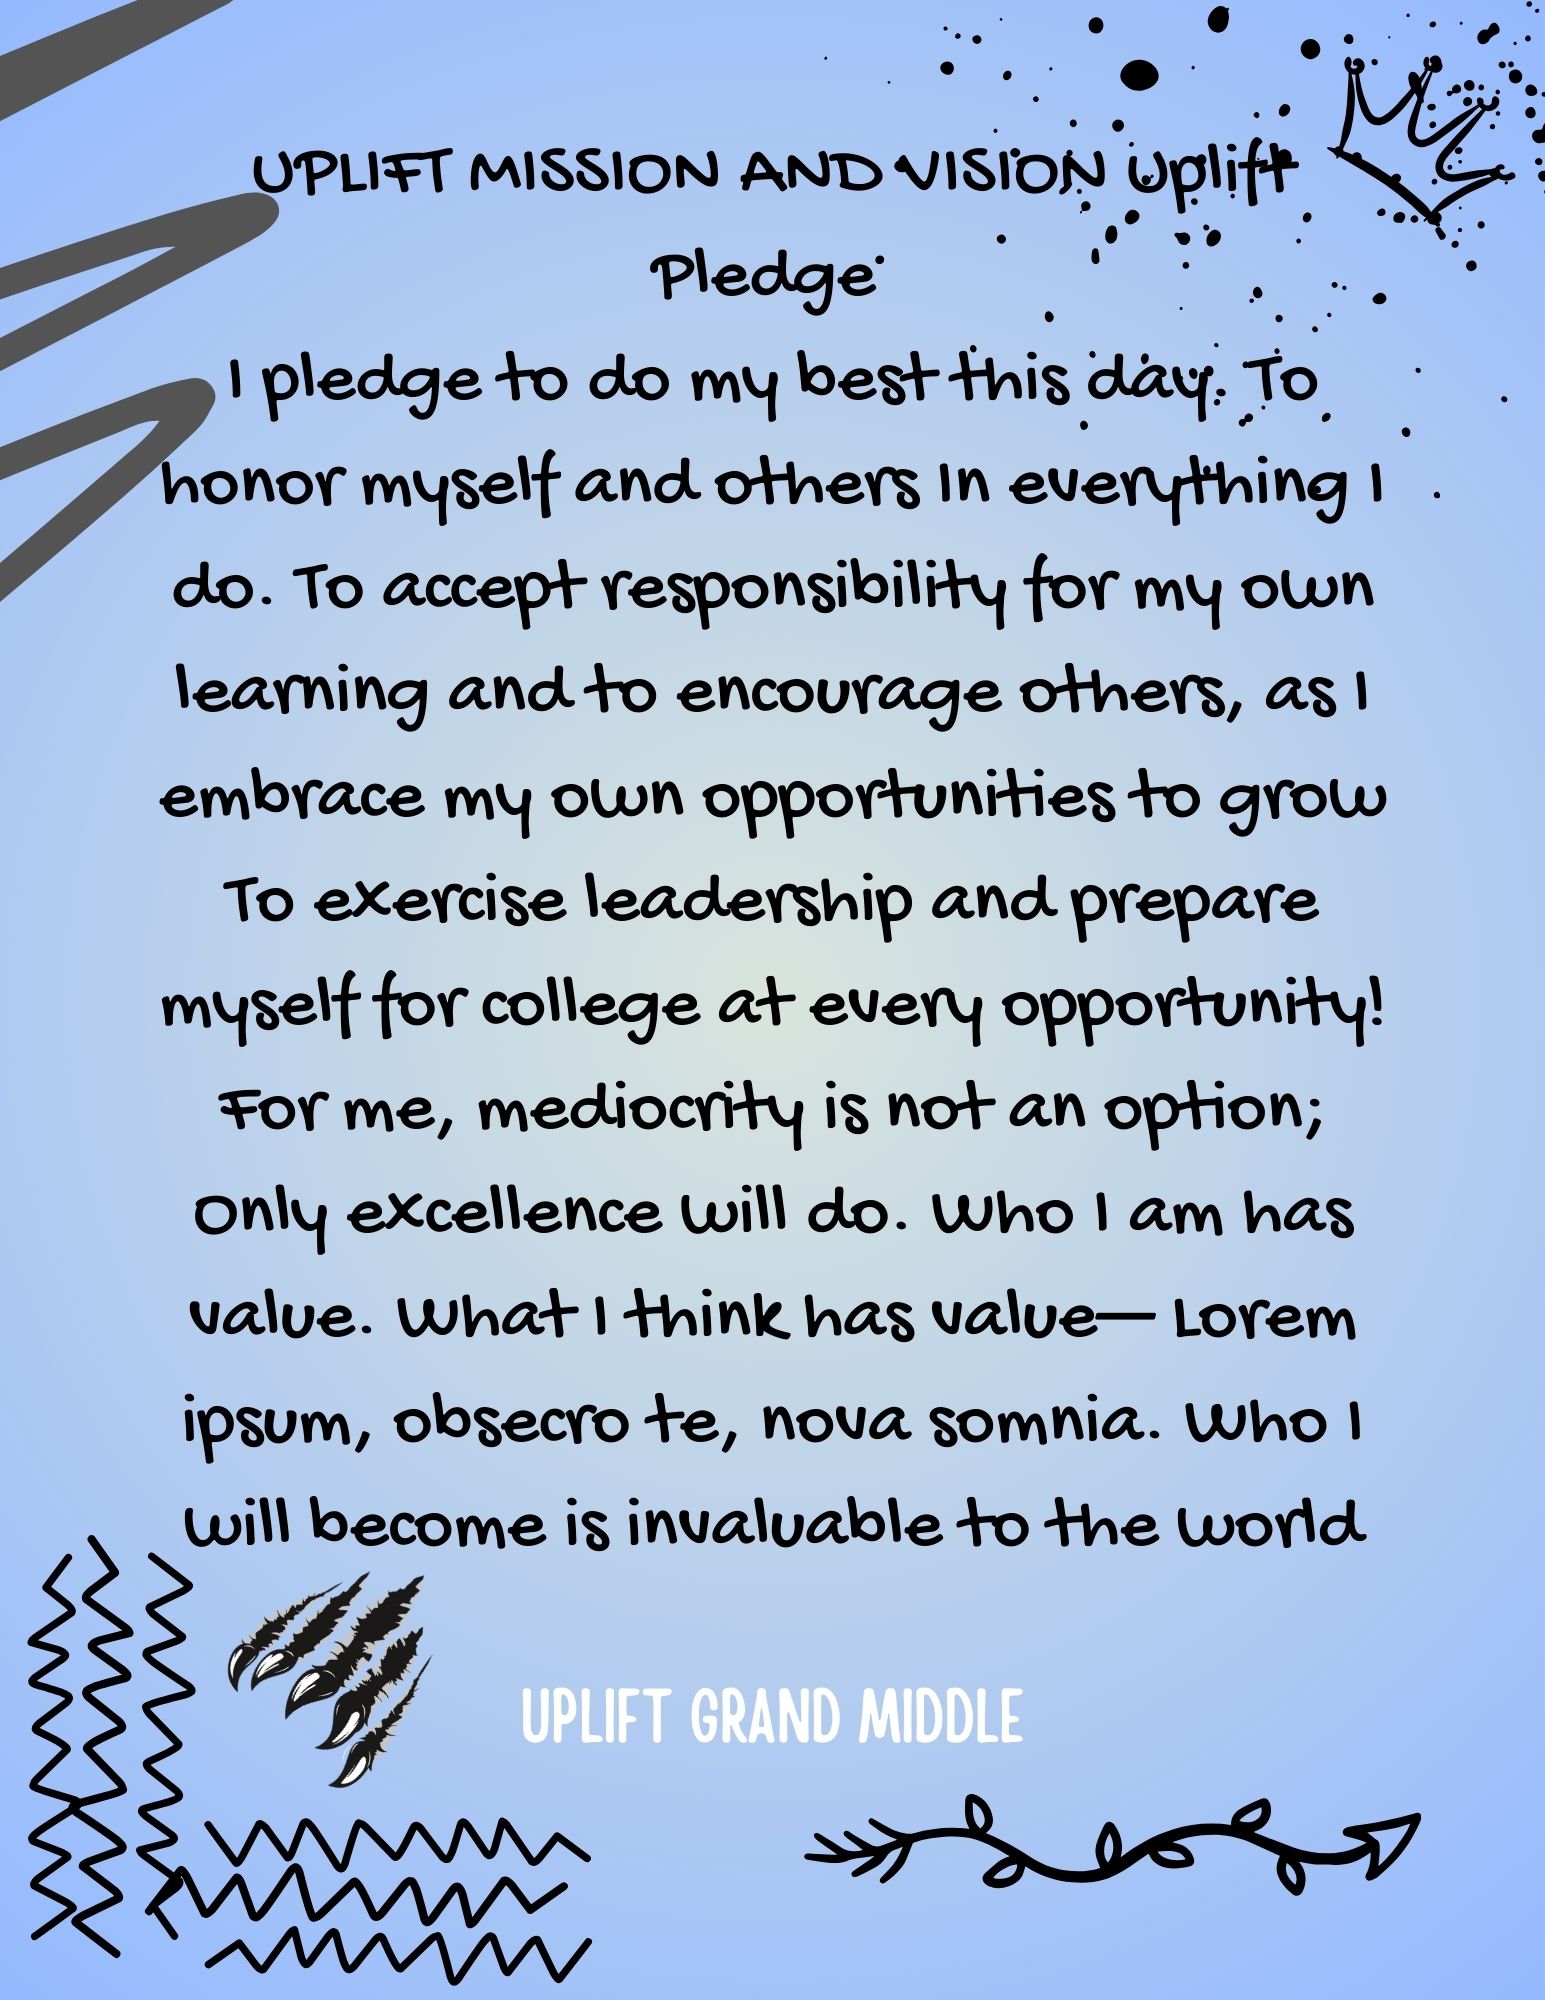 UPLIFT MISSION AND VISION Uplift
Pledge
I pledge to do my best this day. To
honor myself and others In everything I
do. To accept responsibility for my own
learning and to encourage others, as I
embrace my own opportunities to grow
To exercise leadership and prepare
myself for college at every opportunity!
For me, mediocrity is not an option;
Only excellence will do. Who I am has
value. What I think has value— Lorem
ipsum, obsecro te, nova somnia. Who I
will become is invaluable to the world
UPLIFT GRAND MIDDLE